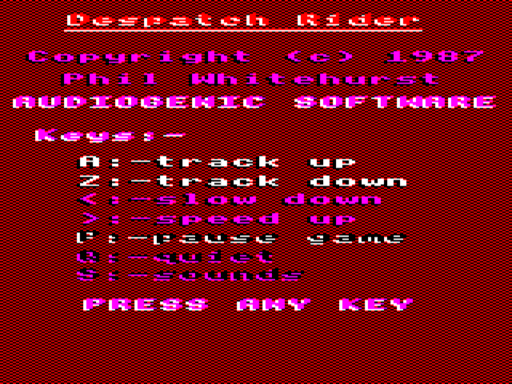 Despatch Rider
Copyright (c) 1987
Phil Whitehurst
AUDIOGENIC SOFTWARE
Keys:-
A:-track up
Z:-track down
<:-slow down
>:-speed up
P:-pause game
Q:-quiet
S:-sounds
PRESS ANY KEY